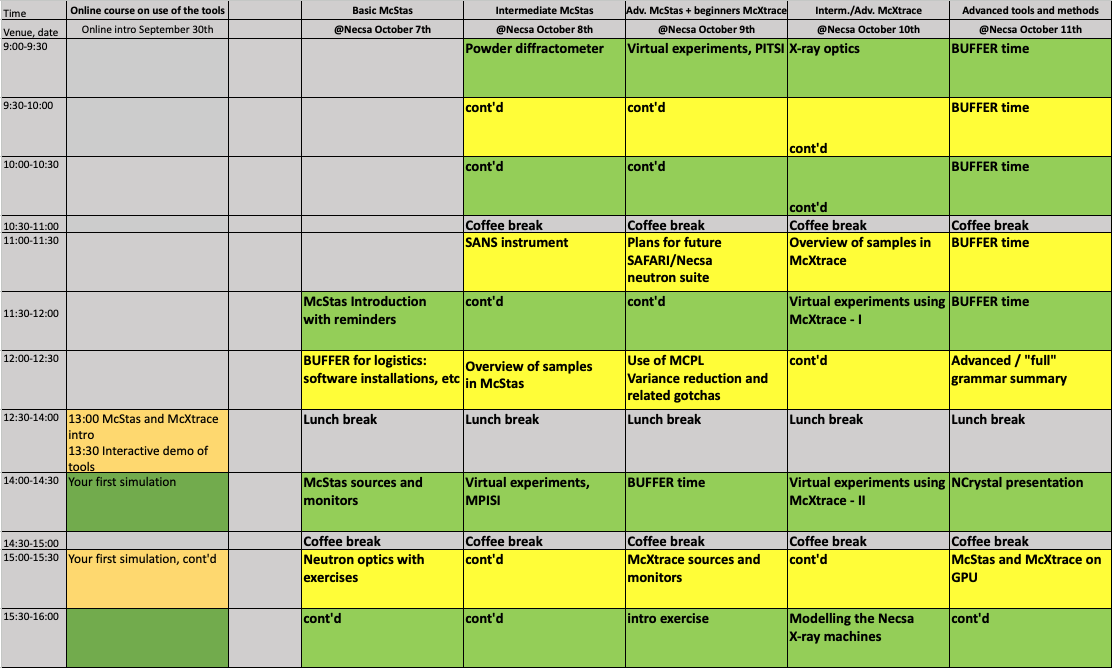 Time
Online course on use of the tools
Basic McStas
Intermediate McStas
Adv. McStas + beginners McXtrace
Interm./Adv. McXtrace
Advanced tools and methods
Venue, date
Online intro September 30th
@Necsa October 7th
@Necsa October 8th
@Necsa October 9th
@Necsa October 10th
@Necsa October 11th
9:00-9:30
Powder diffractometer
Virtual experiments, PITSI
X-ray optics
BUFFER time
9:30-10:00
cont'd
cont'd
cont'd
BUFFER time
10:00-10:30
cont'd
cont'd
cont'd
BUFFER time
10:30-11:00
Coffee break
Coffee break
Coffee break
Coffee break
11:00-11:30
SANS instrument
Plans for future
SAFARI/Necsa
neutron suite
Overview of samples in
McXtrace
BUFFER time
11:30-12:00
McStas Introduction
with reminders
cont'd
cont'd
Virtual experiments using
McXtrace - I
BUFFER time
12:00-12:30
BUFFER for logistics:
software installations, etc
Overview of samples
in McStas
Use of MCPL
Variance reduction and
related gotchas
cont'd
Advanced / "full"
grammar summary
12:30-14:00
13:00 McStas and McXtrace
intro
13:30 Interactive demo of
tools
Lunch break
Lunch break
Lunch break
Lunch break
Lunch break
14:00-14:30
Your first simulation
McStas sources and
monitors
Virtual experiments,
MPISI
BUFFER time
Virtual experiments using
McXtrace - II
NCrystal presentation
14:30-15:00
Coffee break
Coffee break
Coffee break
Coffee break
Coffee break
15:00-15:30
Your first simulation, cont'd
Neutron optics with
exercises
cont'd
McXtrace sources and
monitors
cont'd
McStas and McXtrace on
GPU
15:30-16:00
cont'd
cont'd
intro exercise
Modelling the Necsa
X-ray machines
cont'd